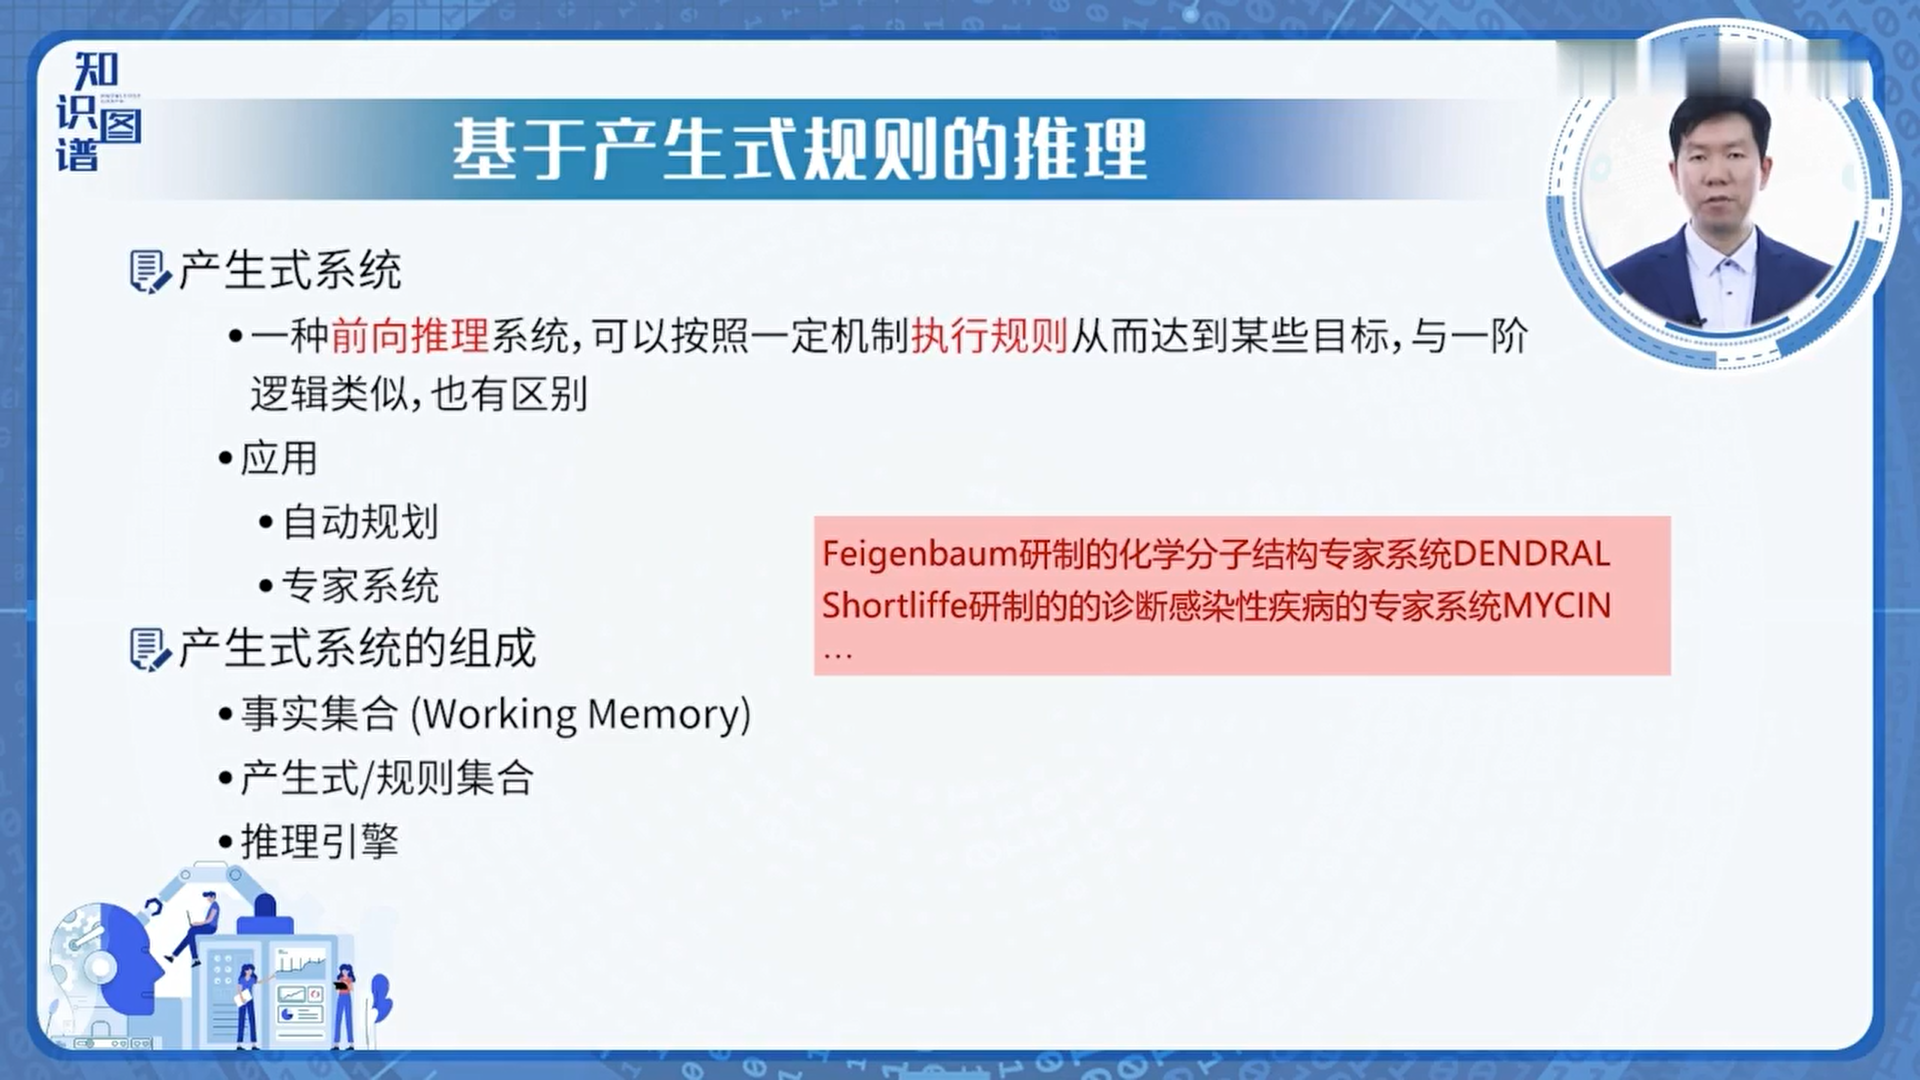 知
识图
谱
基于产生式规则的推理
产生式系统
•一种前向推理系统，可以按照一定机制执行规则从而达到某些目标，与一阶
逻辑类似，也有区别
•应用
•自动规划
•专家系统
Feigenbaum研制的化学分子结构专家系统DENDRAL
Shortliffe研制的的诊断感染性疾病的专家系统MYCIN
…
产生式系统的组成
•事实集合 (Working Memory)
•产生式/规则集合
•推理引擎